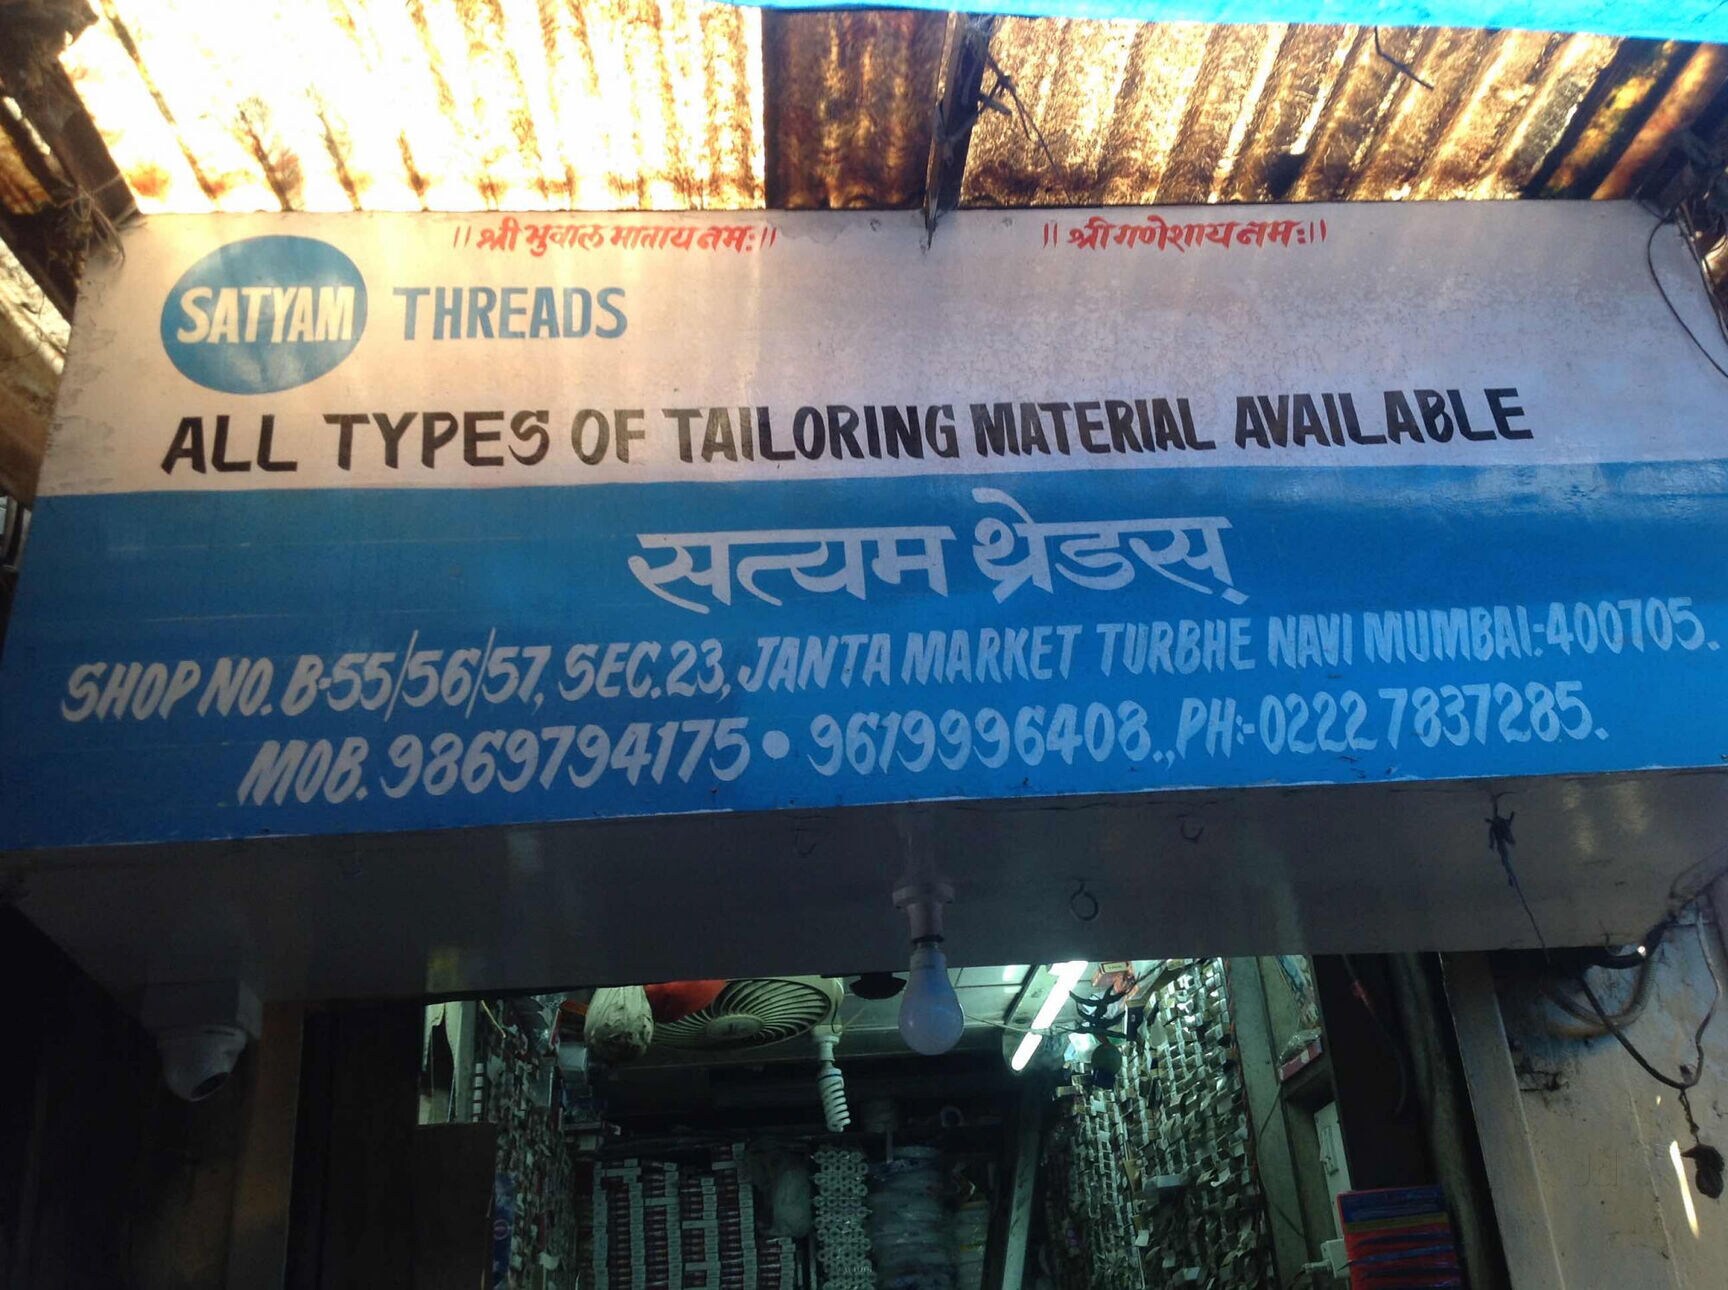 ।। श्री भुवाल माताय नमः ।। ।। श्री गणेशाय नमः ।।
SATYAM THREADS
ALL TYPES OF TAILORING MATERIAL AVAILABLE
सत्यम थ्रेडस्
SHOP NO. B-55/56/57, SEC.23, JANTA MARKET TURBHE NAVI MUMBAI:-400705.
MOB. 9869794175 • 9619996408., PH:-0222 7837285.